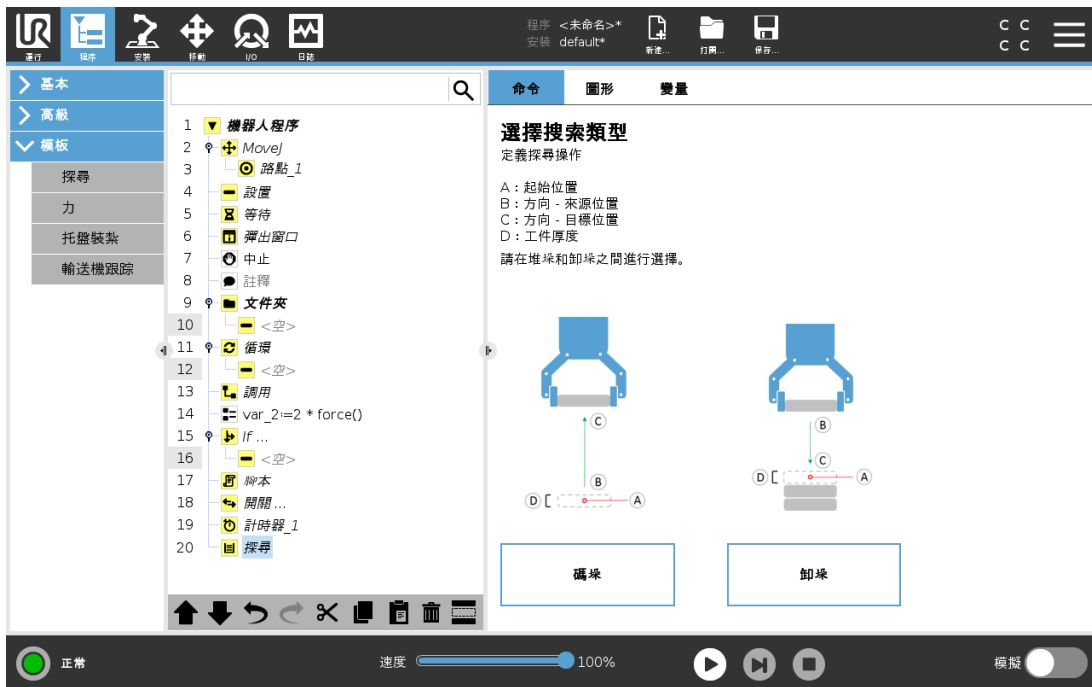 UR
運行
程序
安裝
移動
I/O
日誌
程序 <未命名>*
安裝 default*
新建...
打開...
保存...
C C
C C
基本
高級
模板
探尋
力
托盤裝紮
輸送機跟踪
1 機器人程序
2 MoveJ
3 路點_1
4 設置
5 等待
6 彈出窗口
7 中止
8 註釋
9 文件夾
10 <空>
11 循環
12 <空>
13 調用
14 var_2≔2 * force()
15 If ...
16 <空>
17 腳本
18 開關 ...
19 計時器_1
20 探尋
命令 圖形 變量
選擇搜索類型
定義探尋操作
A：起始位置
B：方向 - 來源位置
C：方向 - 目標位置
D：工件厚度
請在堆垛和卸垛之間進行選擇。
C
B
D
A
B
C
D
A
碼垛
卸垛
正常
速度
100%
模擬